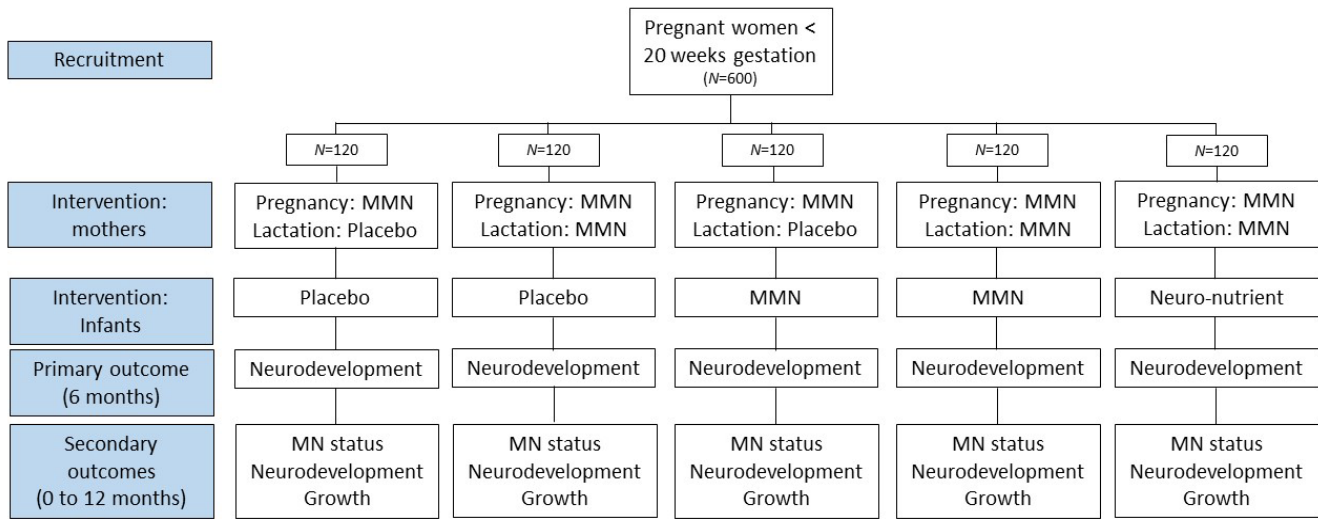 Pregnant women <
20 weeks gestation
(N=600)
Recruitment
N=120
N=120
N=120
N=120
N=120
Intervention:
mothers
Pregnancy: MMN
Lactation: Placebo
Pregnancy: MMN
Lactation: MMN
Pregnancy: MMN
Lactation: Placebo
Pregnancy: MMN
Lactation: MMN
Pregnancy: MMN
Lactation: MMN
Intervention:
Infants
Placebo
Placebo
MMN
MMN
Neuro-nutrient
Primary outcome
(6 months)
Neurodevelopment
Neurodevelopment
Neurodevelopment
Neurodevelopment
Neurodevelopment
Secondary
outcomes
(0 to 12 months)
MN status
Neurodevelopment
Growth
MN status
Neurodevelopment
Growth
MN status
Neurodevelopment
Growth
MN status
Neurodevelopment
Growth
MN status
Neurodevelopment
Growth